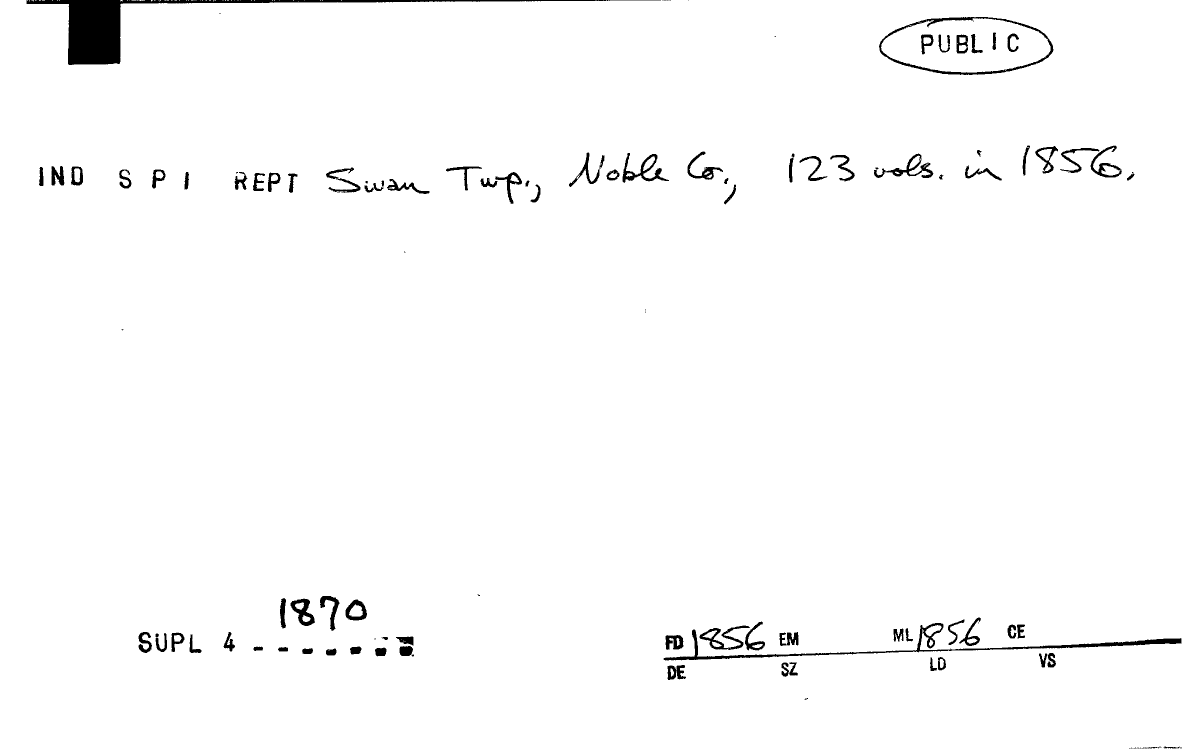 PUBLIC
IND S P I REPT Swan Twp., Noble Co., 123 vols. in 1856.
1870
SUPL 4 - - - - - - -
FD 1856 EM ML 1856 CE
DE SZ LD VS